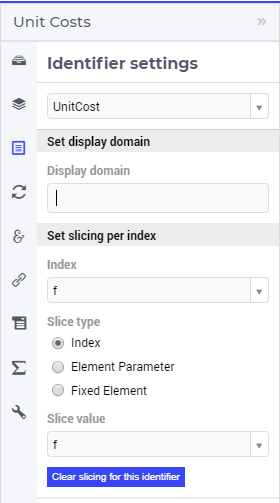 Unit Costs
Identifier settings
UnitCost
Set display domain
Display domain
Set slicing per index
Index
f
Slice type
Index
Element Parameter
Fixed Element
Slice value
f
Clear slicing for this identifier